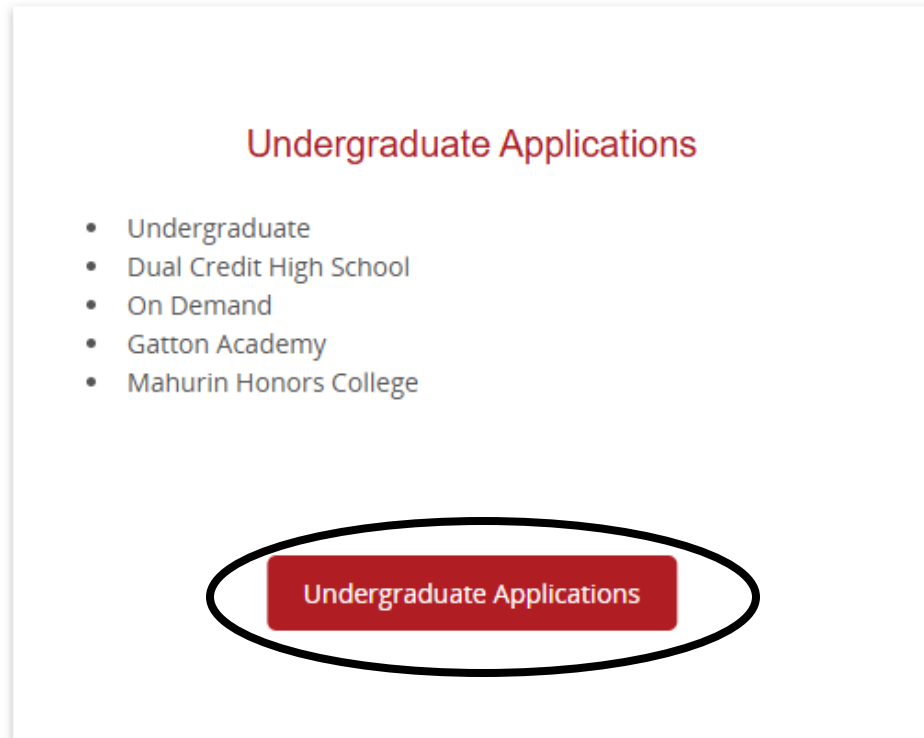 Undergraduate Applications
• Undergraduate
• Dual Credit High School
• On Demand
• Gatton Academy
• Mahurin Honors College
Undergraduate Applications